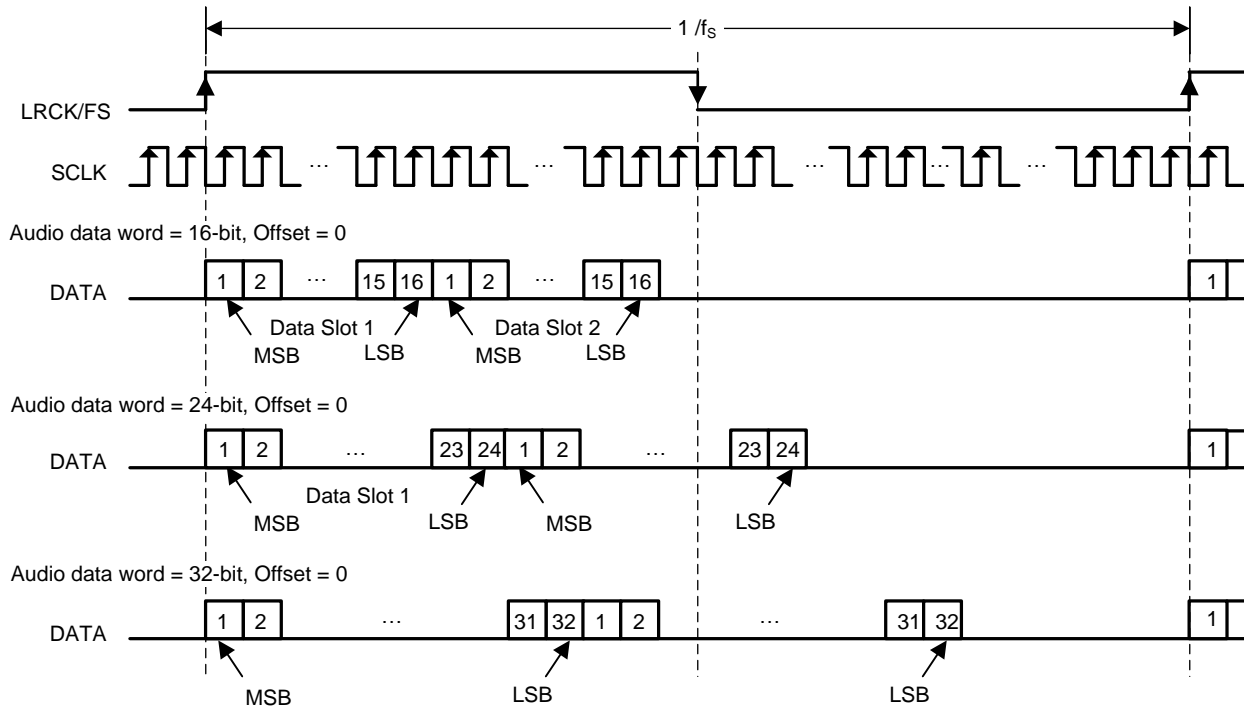 1 /fS
LRCK/FS
SCLK
... ... ... ... ...
Audio data word = 16-bit, Offset = 0
DATA 1 2 ... 15 16 1 2 ... 15 16 1
Data Slot 1 Data Slot 2
MSB LSB MSB LSB
Audio data word = 24-bit, Offset = 0
DATA 1 2 ... 23 24 1 2 ... 23 24 1
Data Slot 1
MSB LSB MSB LSB
Audio data word = 32-bit, Offset = 0
DATA 1 2 ... 31 32 1 2 ... 31 32 1
MSB LSB LSB